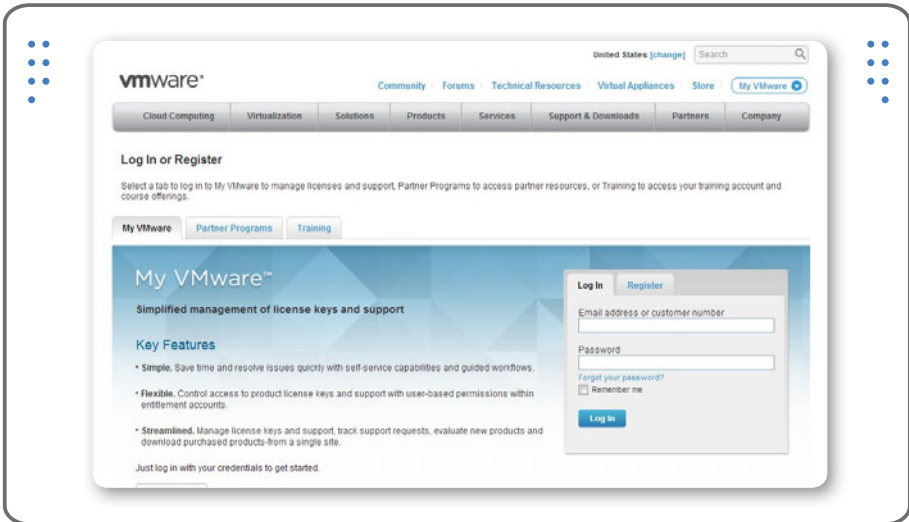 United States [change] Search
vmware
Community Forums Technical Resources Virtual Appliances Store My VMware
Cloud Computing Virtualization Solutions Products Services Support & Downloads Partners Company
Log In or Register
Select a tab to log in to My VMware to manage licenses and support, Partner Programs to access partner resources, or Training to access your training account and
course offerings.
My VMware Partner Programs Training
My VMware™
Simplified management of license keys and support
Key Features
• Simple. Save time and resolve issues quickly with self-service capabilities and guided workflows.
• Flexible. Control access to product license keys and support with user-based permissions within
entitlement accounts.
• Streamlined. Manage license keys and support, track support requests, evaluate new products and
download purchased products-from a single site.
Just log in with your credentials to get started.
Log In Register
Email address or customer number
Password
Forgot your password?
Remember me
Log In